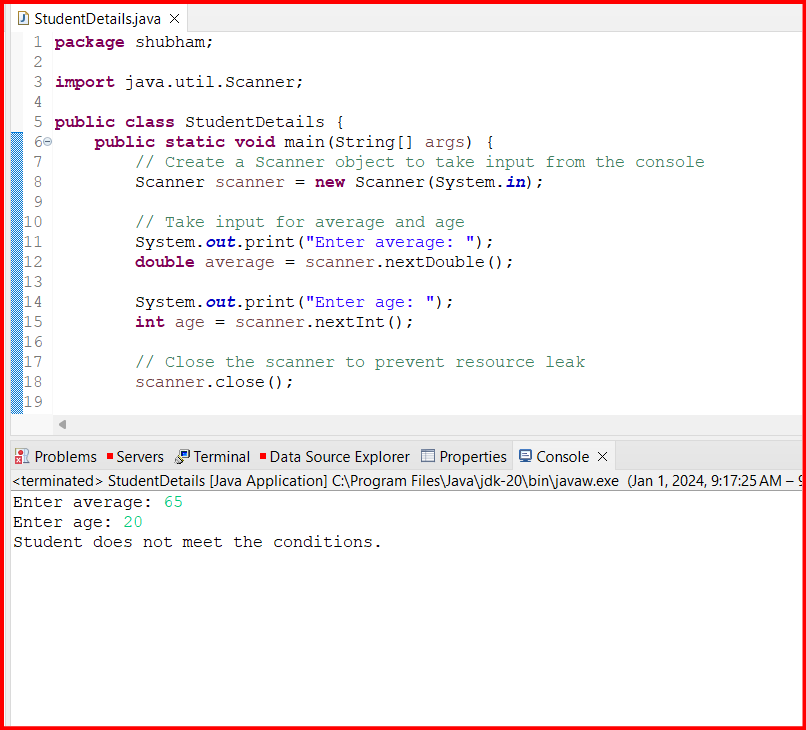 StudentDetails.java
1 package shubham;
2
3 import java.util.Scanner;
4
5 public class StudentDetails {
6 public static void main(String[] args) {
7 // Create a Scanner object to take input from the console
8 Scanner scanner = new Scanner(System.in);
9
10 // Take input for average and age
11 System.out.print("Enter average: ");
12 double average = scanner.nextDouble();
13
14 System.out.print("Enter age: ");
15 int age = scanner.nextInt();
16
17 // Close the scanner to prevent resource leak
18 scanner.close();
19
Problems Servers Terminal Data Source Explorer Properties Console
<terminated> StudentDetails [Java Application] C:\Program Files\Java\jdk-20\bin\javaw.exe (Jan 1, 2024, 9:17:25 AM –
Enter average: 65
Enter age: 20
Student does not meet the conditions.